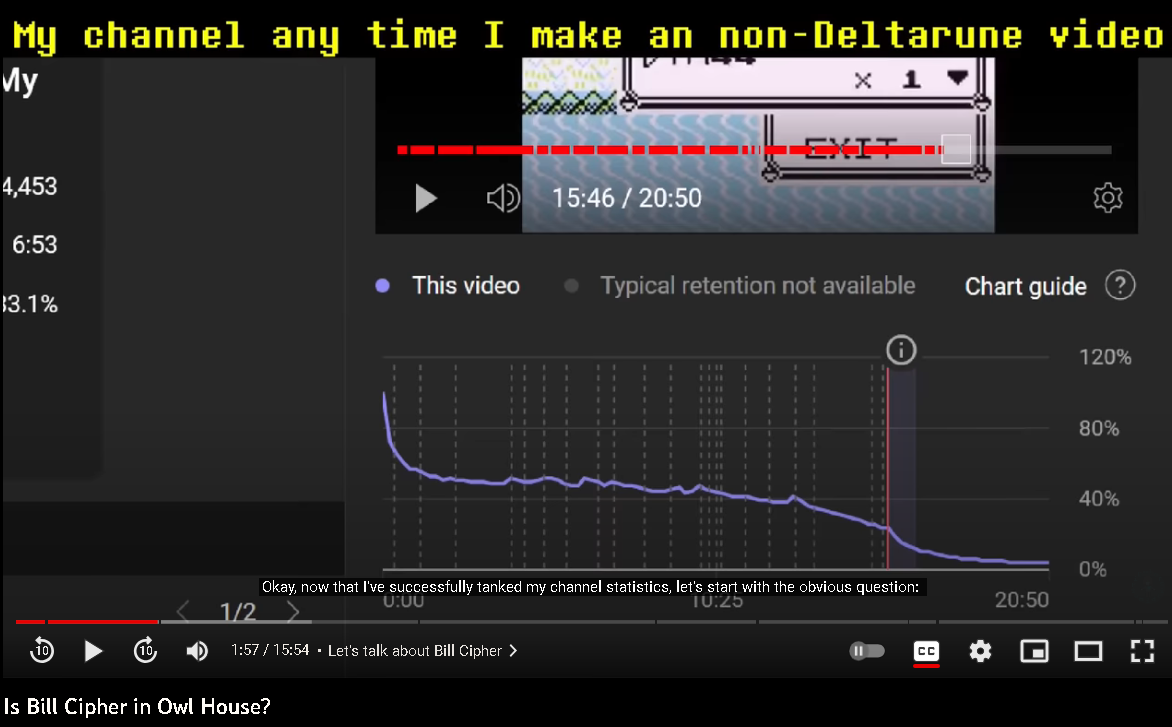 My channel any time I make an non-Deltarune video
My
x 1
4,453
EXIT
15:46 / 20:50
6:53
This video
Typical retention not available
Chart guide
?
33.1%
120%
80%
40%
0%
Okay, now that I've successfully tanked my channel statistics, let's start with the obvious question:
0:00
10:25
20:50
1/2
10
10
1:57 / 15:54 • Let's talk about Bill Cipher
CC
Is Bill Cipher in Owl House?